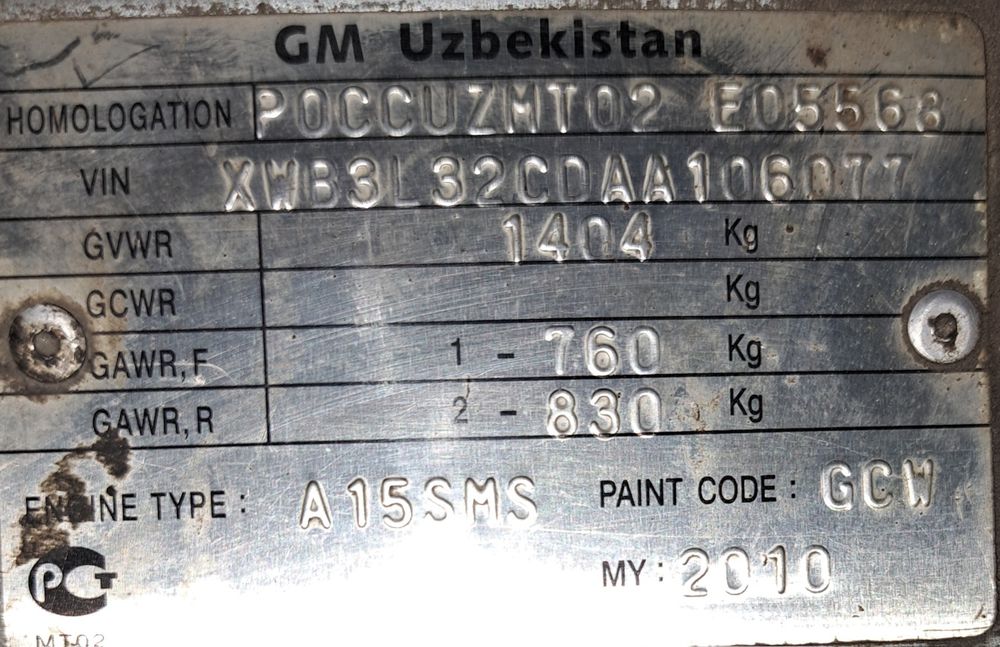 GM Uzbekistan
HOMOLOGATION POCCUZMT02 E05568
VIN XWB3L32CDAA106077
GVWR 1404 Kg
GCWR Kg
GAWR, F 1 - 760 Kg
GAWR, R 2 - 830 Kg
ENGINE TYPE : A15SMS PAINT CODE : GCW
MY : 2010
PCT
MT02